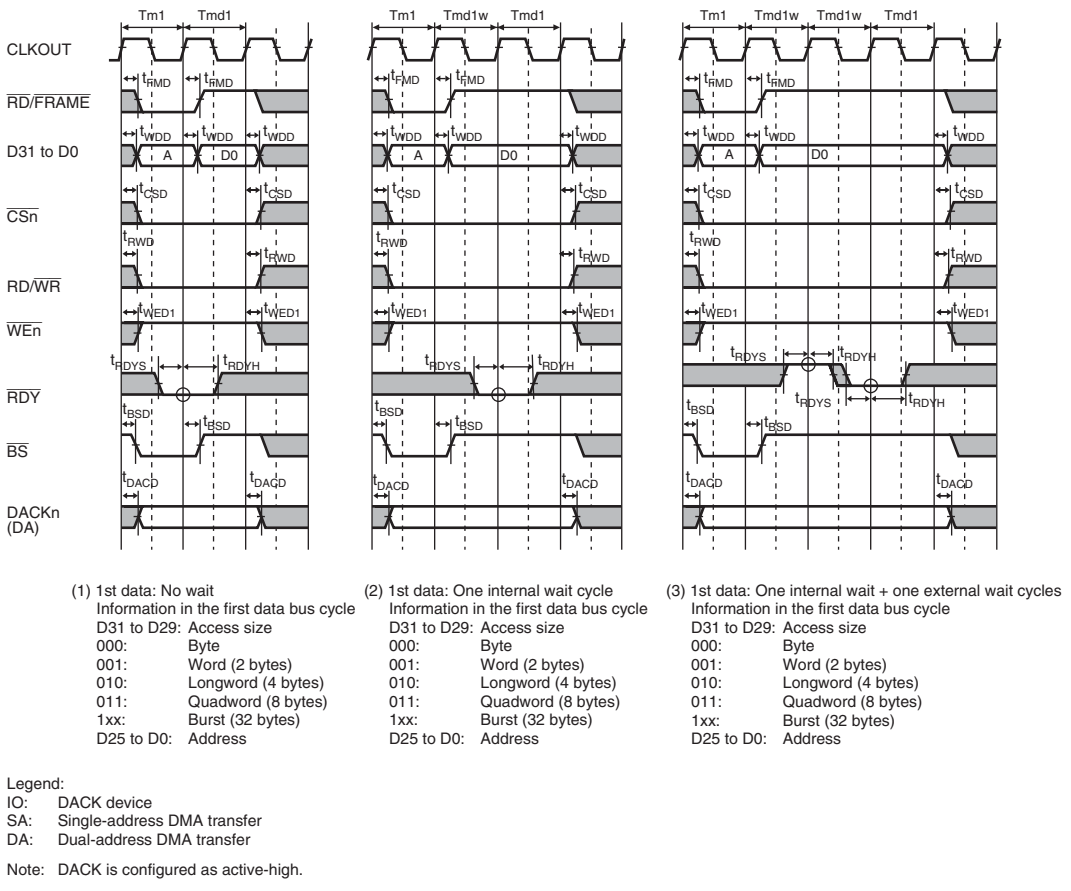 Tm1 Tmd1 Tm1 Tmd1w Tmd1 Tm1 Tmd1w Tmd1w Tmd1
CLKOUT
tFMD tFMD tFMD tFMD tFMD tFMD
RD/FRAME
tWDD tWDD tWDD tWDD tWDD tWDD tWDD tWDD tWDD
D31 to D0 A D0 A D0 A D0
tCSD tCSD tCSD tCSD tCSD tCSD
CSn
tRWD tRWD tRWD tRWD tRWD tRWD
RD/WR
tWED1 tWED1 tWED1 tWED1 tWED1 tWED1
WEn
tRDYS tRDYH tRDYS tRDYH tRDYS tRDYH
RDY
tRDYS tRDYH
tBSD tBSD tBSD tBSD tBSD tBSD
BS
tDACD tDACD tDACD tDACD tDACD tDACD
DACKn
(DA)
(1) 1st data: No wait
Information in the first data bus cycle
D31 to D29: Access size
000: Byte
001: Word (2 bytes)
010: Longword (4 bytes)
011: Quadword (8 bytes)
1xx: Burst (32 bytes)
D25 to D0: Address
(2) 1st data: One internal wait cycle
Information in the first data bus cycle
D31 to D29: Access size
000: Byte
001: Word (2 bytes)
010: Longword (4 bytes)
011: Quadword (8 bytes)
1xx: Burst (32 bytes)
D25 to D0: Address
(3) 1st data: One internal wait + one external wait cycles
Information in the first data bus cycle
D31 to D29: Access size
000: Byte
001: Word (2 bytes)
010: Longword (4 bytes)
011: Quadword (8 bytes)
1xx: Burst (32 bytes)
D25 to D0: Address
Legend:
IO: DACK device
SA: Single-address DMA transfer
DA: Dual-address DMA transfer
Note: DACK is configured as active-high.